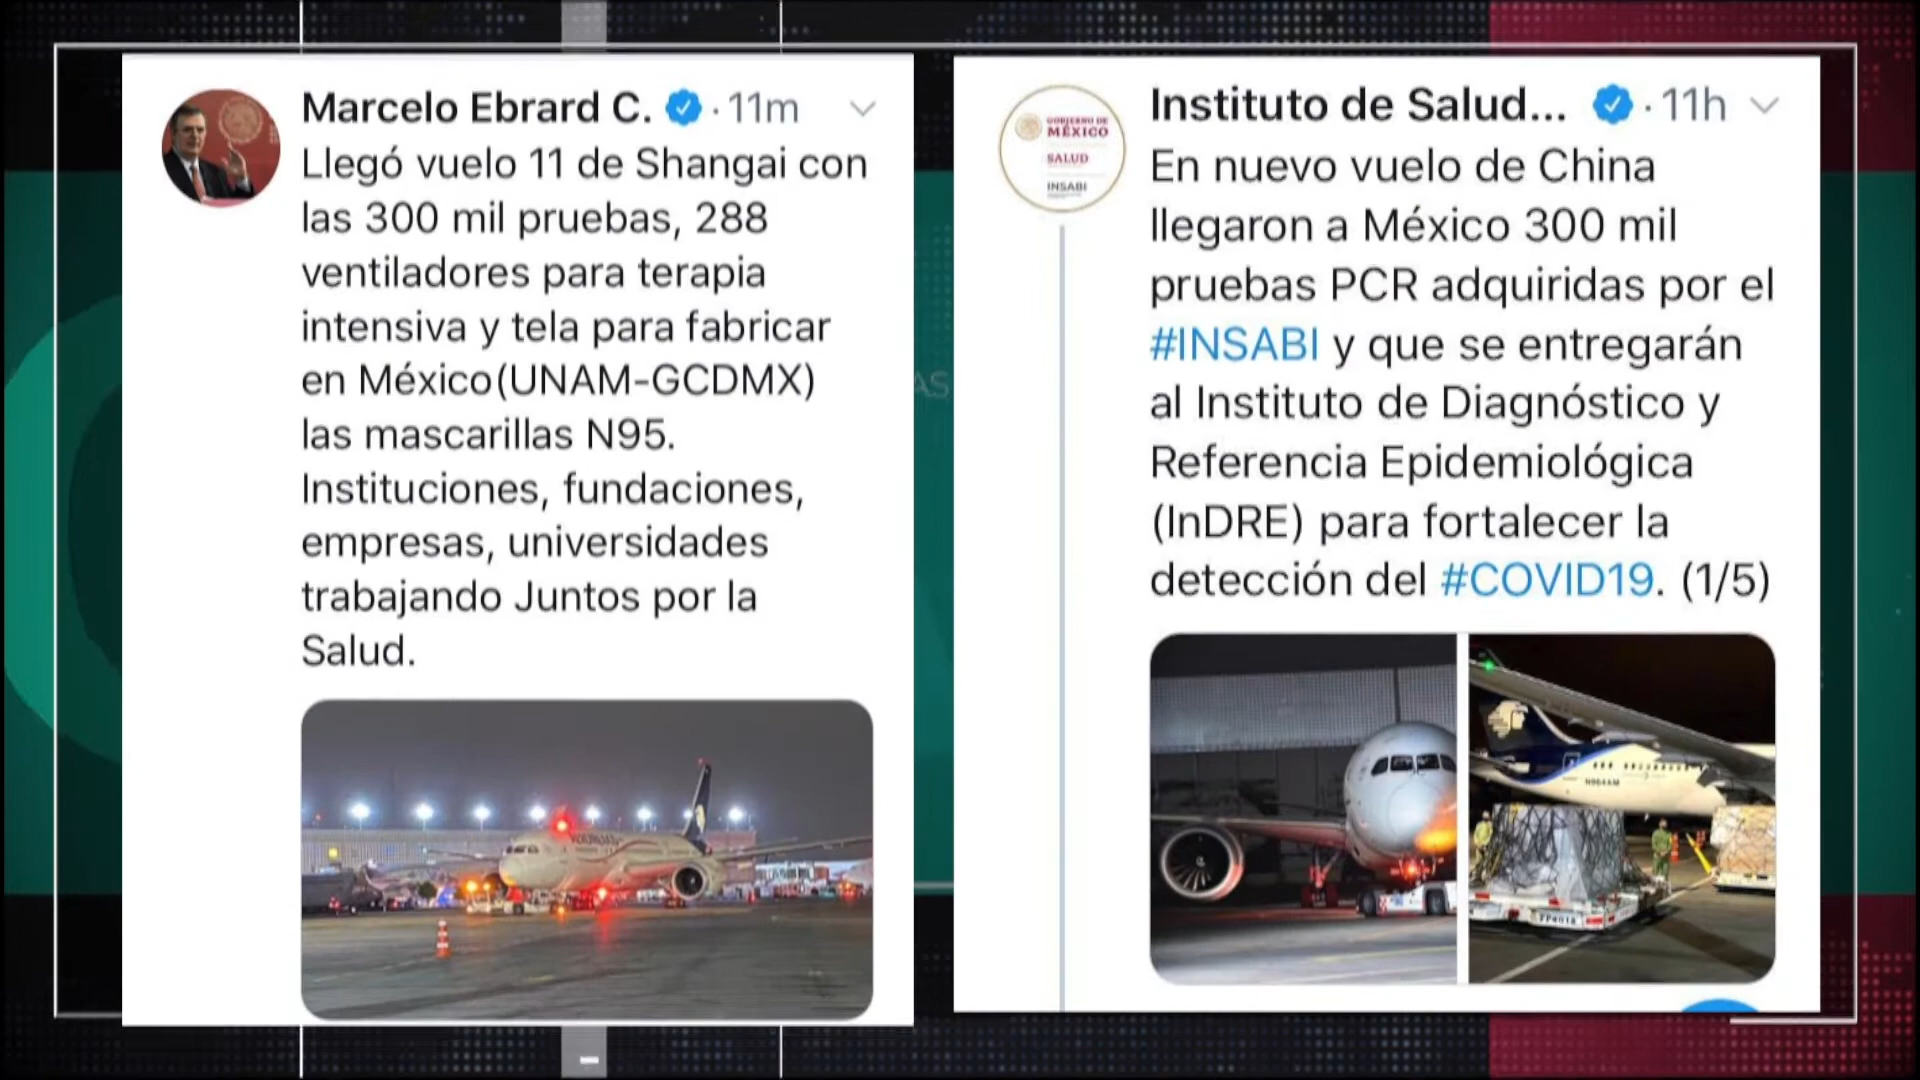 Marcelo Ebrard C. · 11m
Llegó vuelo 11 de Shangai con
las 300 mil pruebas, 288
ventiladores para terapia
intensiva y tela para fabricar
en México(UNAM-GCDMX)
las mascarillas N95.
Instituciones, fundaciones,
empresas, universidades
trabajando Juntos por la
Salud.
AS
GOBIERNO DE
MÉXICO
SALUD
INSABI
Instituto de Salud... · 11h
En nuevo vuelo de China
llegaron a México 300 mil
pruebas PCR adquiridas por el
#INSABI y que se entregarán
al Instituto de Diagnóstico y
Referencia Epidemiológica
(InDRE) para fortalecer la
detección del #COVID19. (1/5)
N964AM